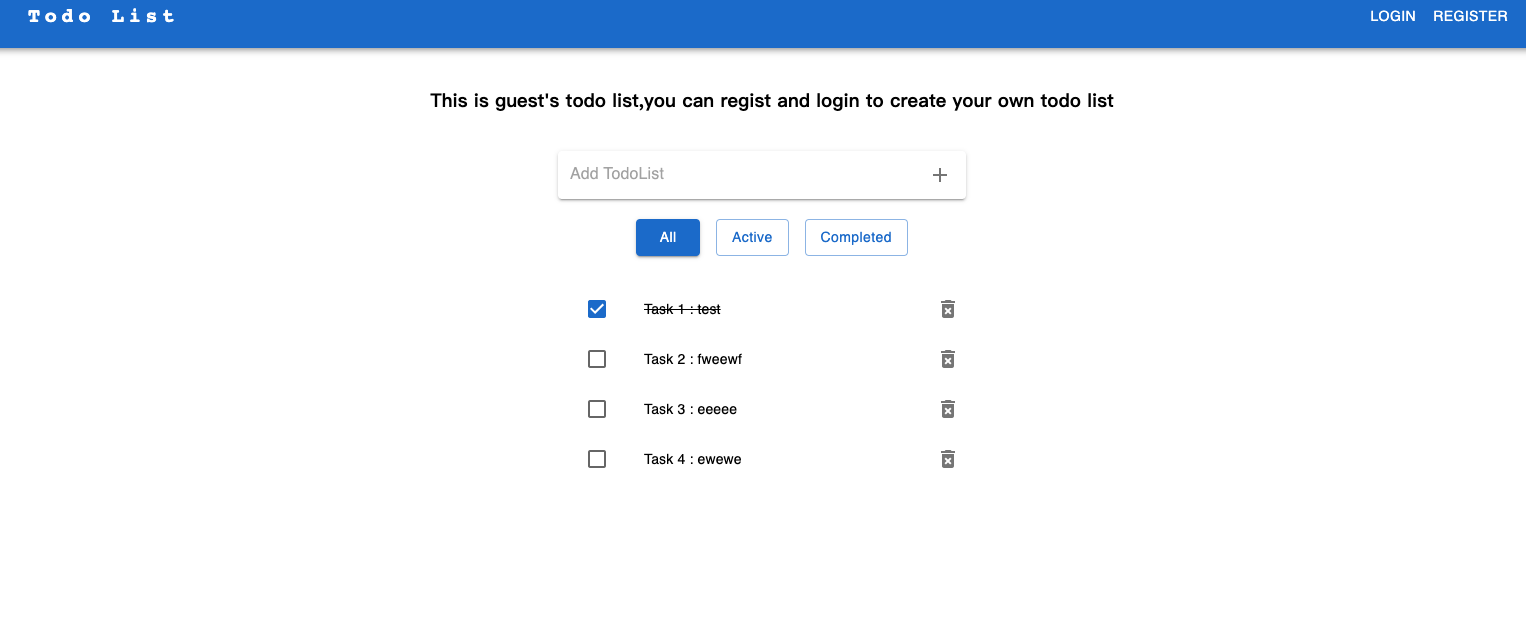 Todo List LOGIN REGISTER
This is guest's todo list,you can regist and login to create your own todo list
Add TodoList
All Active Completed
Task 1 : test
Task 2 : fweewf
Task 3 : eeeee
Task 4 : ewewe